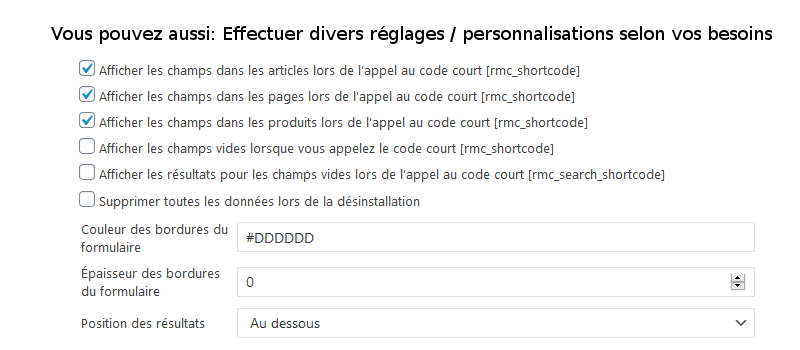 Vous pouvez aussi: Effectuer divers réglages / personnalisations selon vos besoins
Afficher les champs dans les articles lors de l'appel au code court [rmc_shortcode]
Afficher les champs dans les pages lors de l'appel au code court [rmc_shortcode]
Afficher les champs dans les produits lors de l'appel au code court [rmc_shortcode]
Afficher les champs vides lorsque vous appelez le code court [rmc_shortcode]
Afficher les résultats pour les champs vides lors de l'appel au code court [rmc_search_shortcode]
Supprimer toutes les données lors de la désinstallation
Couleur des bordures du
formulaire
#DDDDDD
Épaisseur des bordures
du formulaire
0
Position des résultats
Au dessous